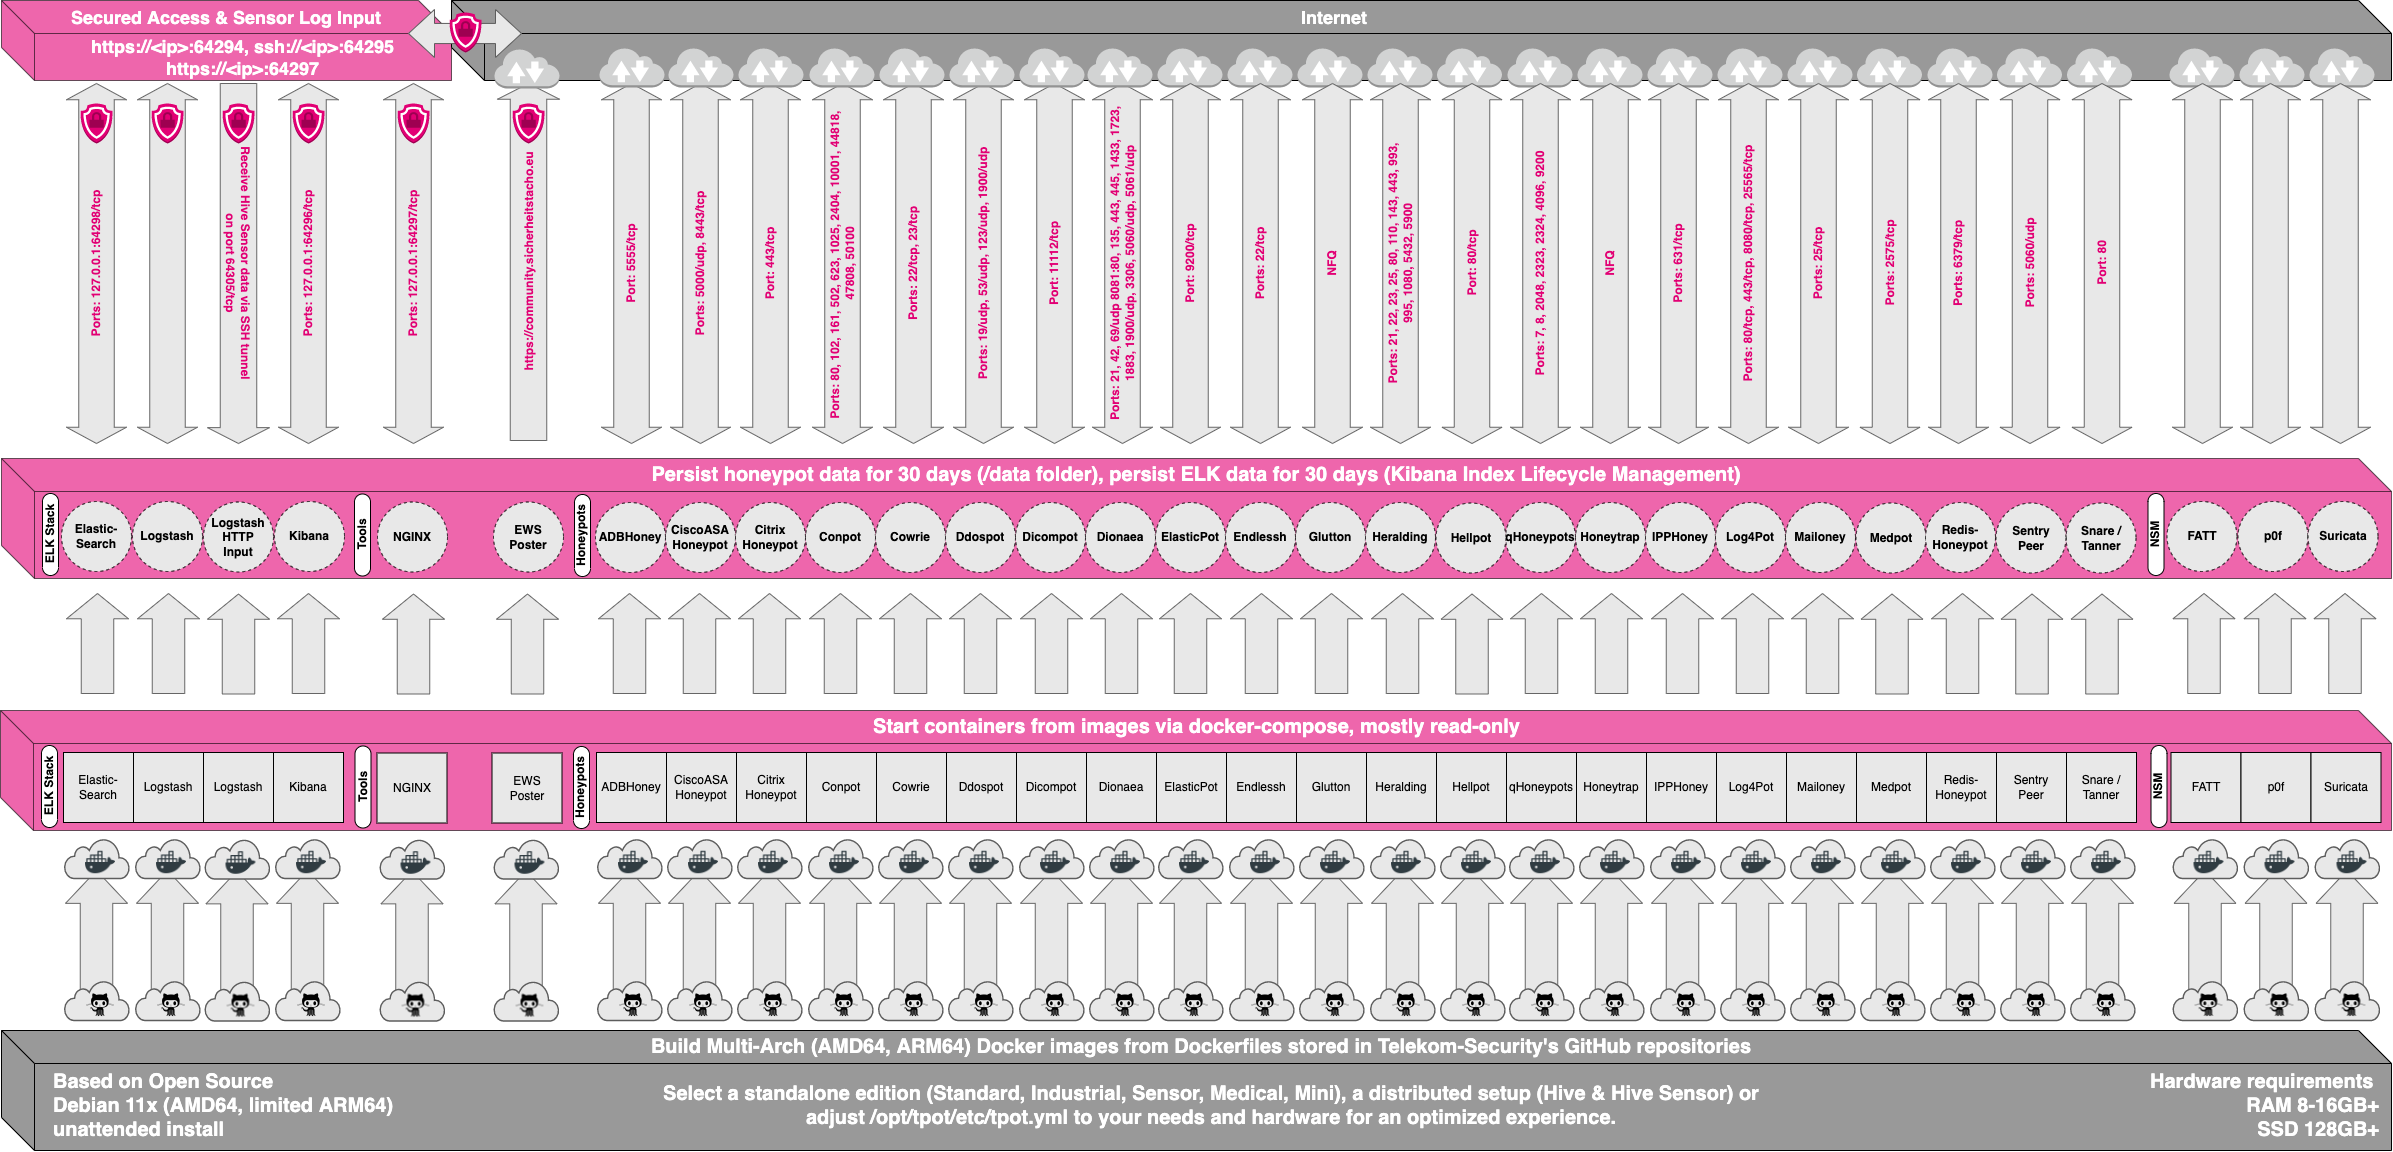 Secured Access & Sensor Log Input
https://<ip>:64294, ssh://<ip>:64295
https://<ip>:64297
Internet
Ports: 127.0.0.1:64298/tcp
Receive Hive Sensor data via SSH tunnel
on port 64305/tcp
Ports: 127.0.0.1:64296/tcp
Ports: 127.0.0.1:64297/tcp
https://community.sicherheitstacho.eu
Port: 5555/tcp
Ports: 5000/udp, 8443/tcp
Port: 443/tcp
Ports: 80, 102, 161, 502, 623, 1025, 2404, 10001, 44818,
47808, 50100
Ports: 22/tcp, 23/tcp
Ports: 19/udp, 53/udp, 123/udp, 1900/udp
Port: 11112/tcp
Ports: 21, 42, 69/udp 8081:80, 135, 443, 445, 1433, 1723,
1883, 1900/udp, 3306, 5060/udp, 5061/udp
Port: 9200/tcp
Ports: 22/tcp
NFQ
Ports: 21, 22, 23, 25, 80, 110, 143, 443, 993,
995, 1080, 5432, 5900
Port: 80/tcp
Ports: 7, 8, 2048, 2323, 2324, 4096, 9200
NFQ
Ports: 631/tcp
Ports: 80/tcp, 443/tcp, 8080/tcp, 25565/tcp
Ports: 25/tcp
Ports: 2575/tcp
Ports: 6379/tcp
Ports: 5060/udp
Port: 80
Persist honeypot data for 30 days (/data folder), persist ELK data for 30 days (Kibana Index Lifecycle Management)
ELK Stack
Elastic-
Search
Logstash
Logstash
HTTP
Input
Kibana
Tools
NGINX
EWS
Poster
Honeypots
ADBHoney
CiscoASA
Honeypot
Citrix
Honeypot
Conpot
Cowrie
Ddospot
Dicompot
Dionaea
ElasticPot
Endlessh
Glutton
Heralding
Hellpot
qHoneypots
Honeytrap
IPPHoney
Log4Pot
Mailoney
Medpot
Redis-
Honeypot
Sentry
Peer
Snare /
Tanner
NSM
FATT
p0f
Suricata
Start containers from images via docker-compose, mostly read-only
ELK Stack
Elastic-
Search
Logstash
Logstash
Kibana
Tools
NGINX
EWS
Poster
Honeypots
ADBHoney
CiscoASA
Honeypot
Citrix
Honeypot
Conpot
Cowrie
Ddospot
Dicompot
Dionaea
ElasticPot
Endlessh
Glutton
Heralding
Hellpot
qHoneypots
Honeytrap
IPPHoney
Log4Pot
Mailoney
Medpot
Redis-
Honeypot
Sentry
Peer
Snare /
Tanner
NSM
FATT
p0f
Suricata
Build Multi-Arch (AMD64, ARM64) Docker images from Dockerfiles stored in Telekom-Security's GitHub repositories
Based on Open Source
Debian 11x (AMD64, limited ARM64)
unattended install
Select a standalone edition (Standard, Industrial, Sensor, Medical, Mini), a distributed setup (Hive & Hive Sensor) or
adjust /opt/tpot/etc/tpot.yml to your needs and hardware for an optimized experience.
Hardware requirements
RAM 8-16GB+
SSD 128GB+